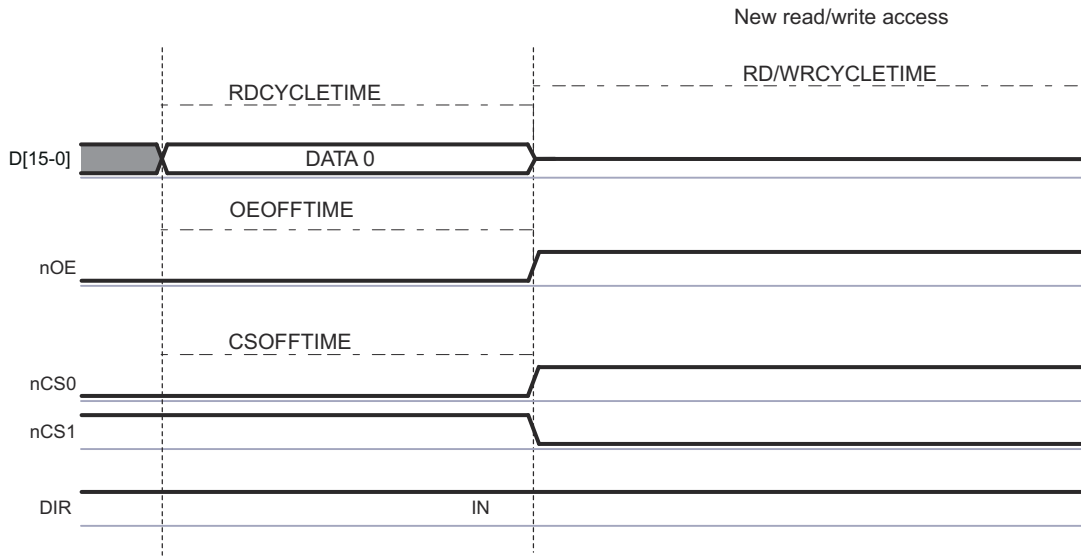 New read/write access
RDCYCLETIME
RD/WRCYCLETIME
D[15-0]
DATA 0
OEOFFTIME
nOE
CSOFFTIME
nCS0
nCS1
DIR
IN